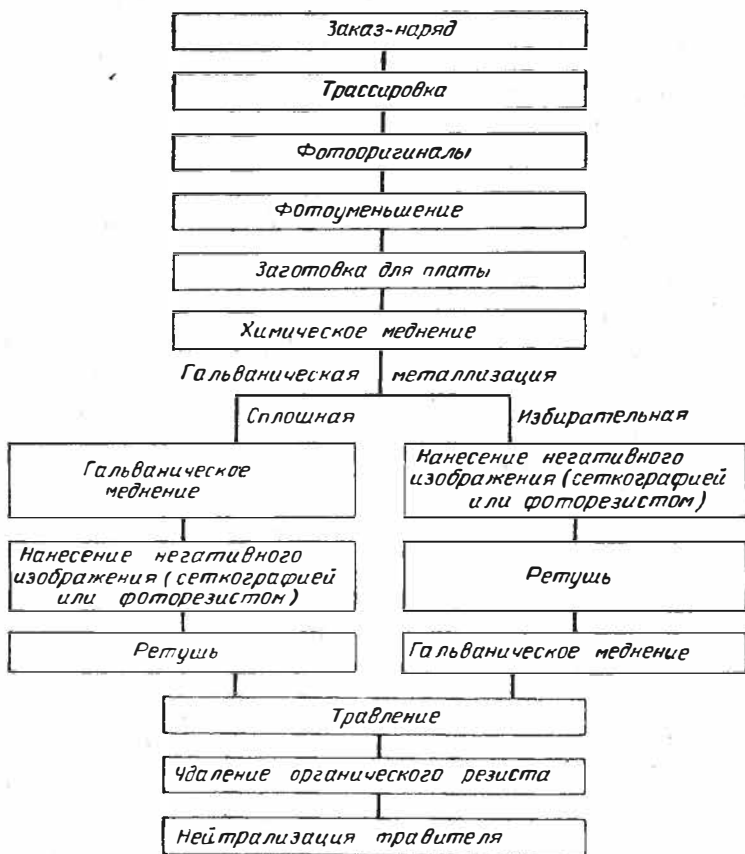 Заказ-наряд
Трассировка
Фотооригиналы
Фотоуменьшение
Заготовка для платы
Химическое меднение
Гальваническая металлизация
Сплошная
Избирательная
Гальваническое
меднение
Нанесение негативного
изображения (сеткографией
или фоторезистом)
Ретушь
Нанесение негативного
изображения (сеткографией
или фоторезистом)
Ретушь
Гальваническое меднение
Травление
Удаление органического резиста
Нейтрализация травителя